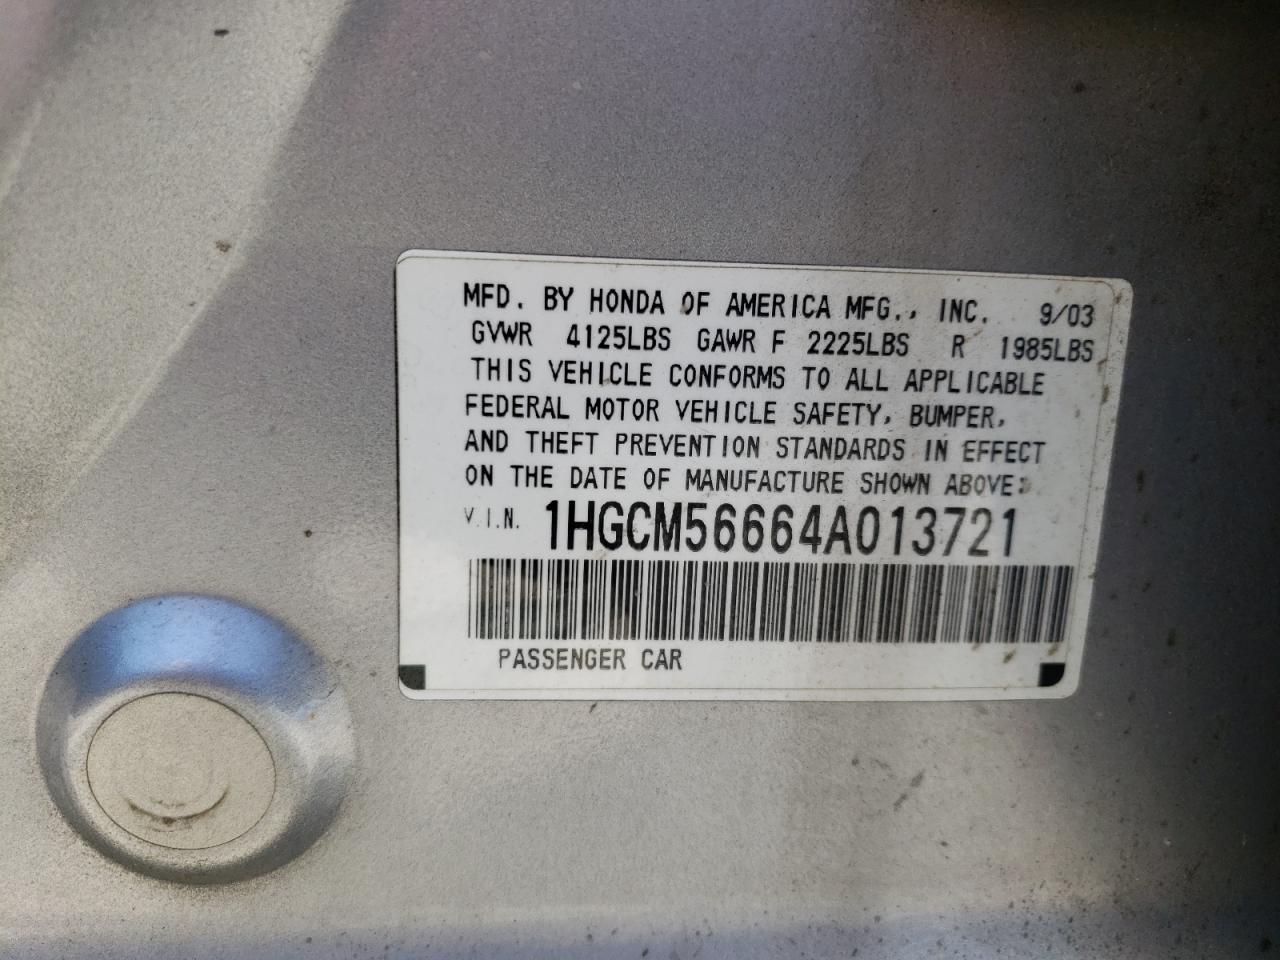 MFD. BY HONDA OF AMERICA MFG., INC. 9/03
GVWR 4125LBS GAWR F 2225LBS R 1985LBS
THIS VEHICLE CONFORMS TO ALL APPLICABLE
FEDERAL MOTOR VEHICLE SAFETY, BUMPER,
AND THEFT PREVENTION STANDARDS IN EFFECT
ON THE DATE OF MANUFACTURE SHOWN ABOVE:
V.I.N. 1HGCM56664A013721
PASSENGER CAR